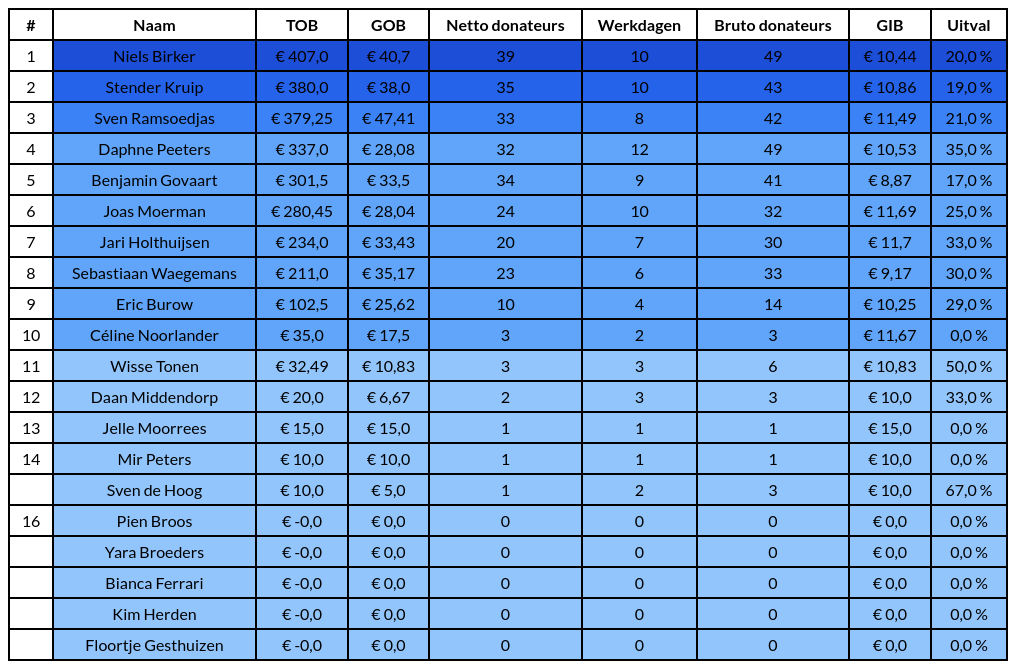 # Naam TOB GOB Netto donateurs Werkdagen Bruto donateurs GIB Uitval
1 Niels Birker € 407,0 € 40,7 39 10 49 € 10,44 20,0 %
2 Stender Kruip € 380,0 € 38,0 35 10 43 € 10,86 19,0 %
3 Sven Ramsoedjas € 379,25 € 47,41 33 8 42 € 11,49 21,0 %
4 Daphne Peeters € 337,0 € 28,08 32 12 49 € 10,53 35,0 %
5 Benjamin Govaart € 301,5 € 33,5 34 9 41 € 8,87 17,0 %
6 Joas Moerman € 280,45 € 28,04 24 10 32 € 11,69 25,0 %
7 Jari Holthuijsen € 234,0 € 33,43 20 7 30 € 11,7 33,0 %
8 Sebastiaan Waegemans € 211,0 € 35,17 23 6 33 € 9,17 30,0 %
9 Eric Burow € 102,5 € 25,62 10 4 14 € 10,25 29,0 %
10 Céline Noorlander € 35,0 € 17,5 3 2 3 € 11,67 0,0 %
11 Wisse Tonen € 32,49 € 10,83 3 3 6 € 10,83 50,0 %
12 Daan Middendorp € 20,0 € 6,67 2 3 3 € 10,0 33,0 %
13 Jelle Moorrees € 15,0 € 15,0 1 1 1 € 15,0 0,0 %
14 Mir Peters € 10,0 € 10,0 1 1 1 € 10,0 0,0 %
Sven de Hoog € 10,0 € 5,0 1 2 3 € 10,0 67,0 %
16 Pien Broos € -0,0 € 0,0 0 0 0 € 0,0 0,0 %
Yara Broeders € -0,0 € 0,0 0 0 0 € 0,0 0,0 %
Bianca Ferrari € -0,0 € 0,0 0 0 0 € 0,0 0,0 %
Kim Herden € -0,0 € 0,0 0 0 0 € 0,0 0,0 %
Floortje Gesthuizen € -0,0 € 0,0 0 0 0 € 0,0 0,0 %